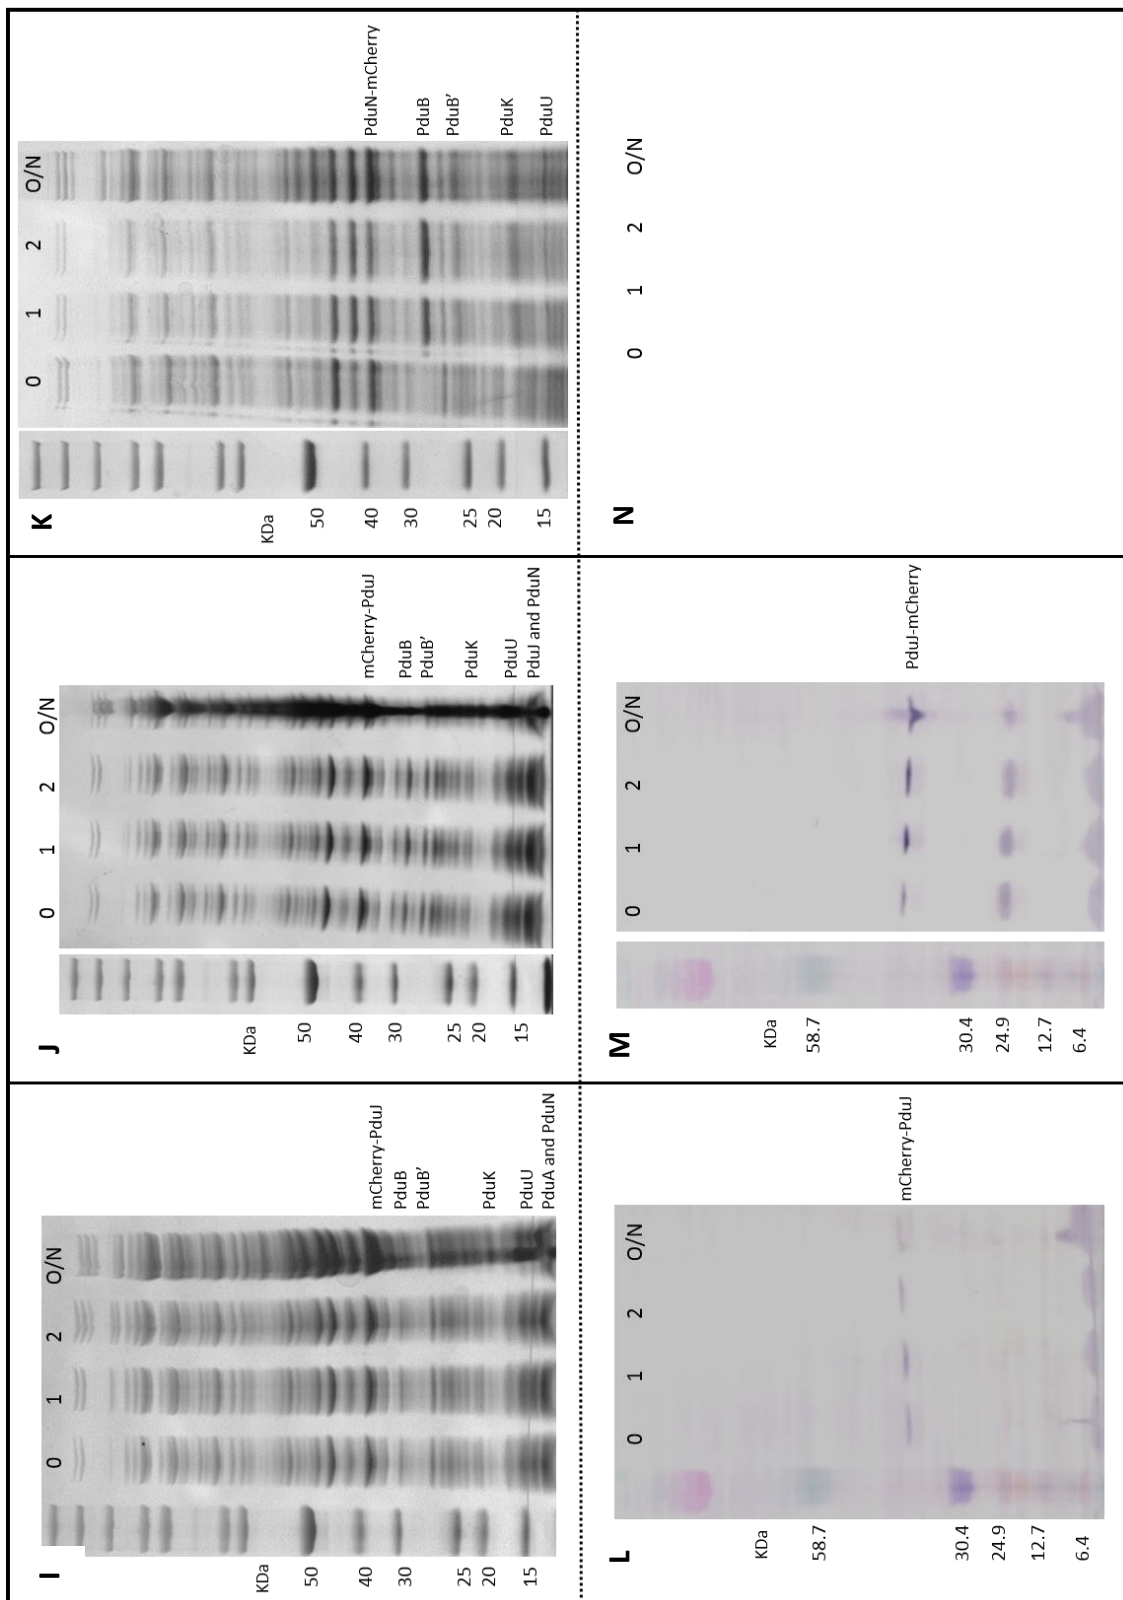 I
0 1 2 O/N
KDa
50
40
30
25
20
15
mCherry-PduJ
PduB
PduB'
PduK
PduU
PduA and PduN
J
0 1 2 O/N
KDa
50
40
30
25
20
15
mCherry-PduJ
PduB
PduB'
PduK
PduU
PduJ and PduN
K
0 1 2 O/N
KDa
50
40
30
25
20
15
PduN-mCherry
PduB
PduB'
PduK
PduU
L
0 1 2 O/N
KDa
58.7
30.4
24.9
12.7
6.4
mCherry-PduJ
M
0 1 2 O/N
KDa
58.7
30.4
24.9
12.7
6.4
PduJ-mCherry
N
0 1 2 O/N